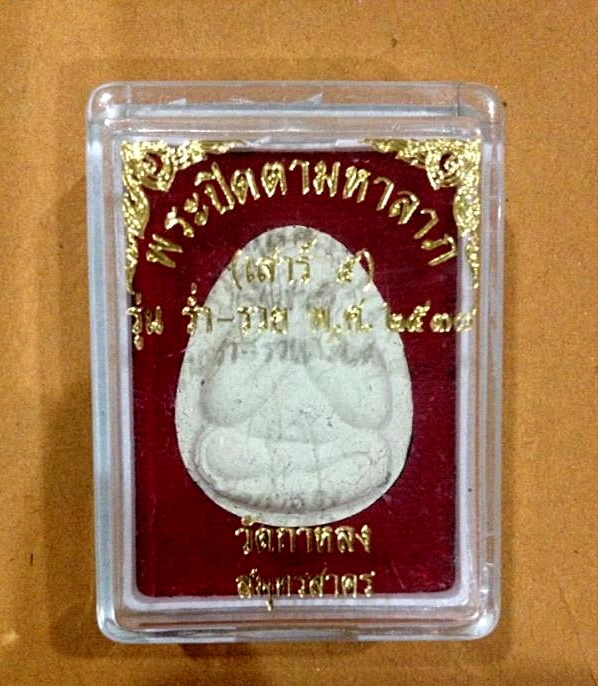 พระปิดตามหาลาภ
(เสาร์ ๕)
รุ่น ร่ำ-รวย พ.ศ. ๒๕๓๗
วัดกาหลง
สมุทรสาคร